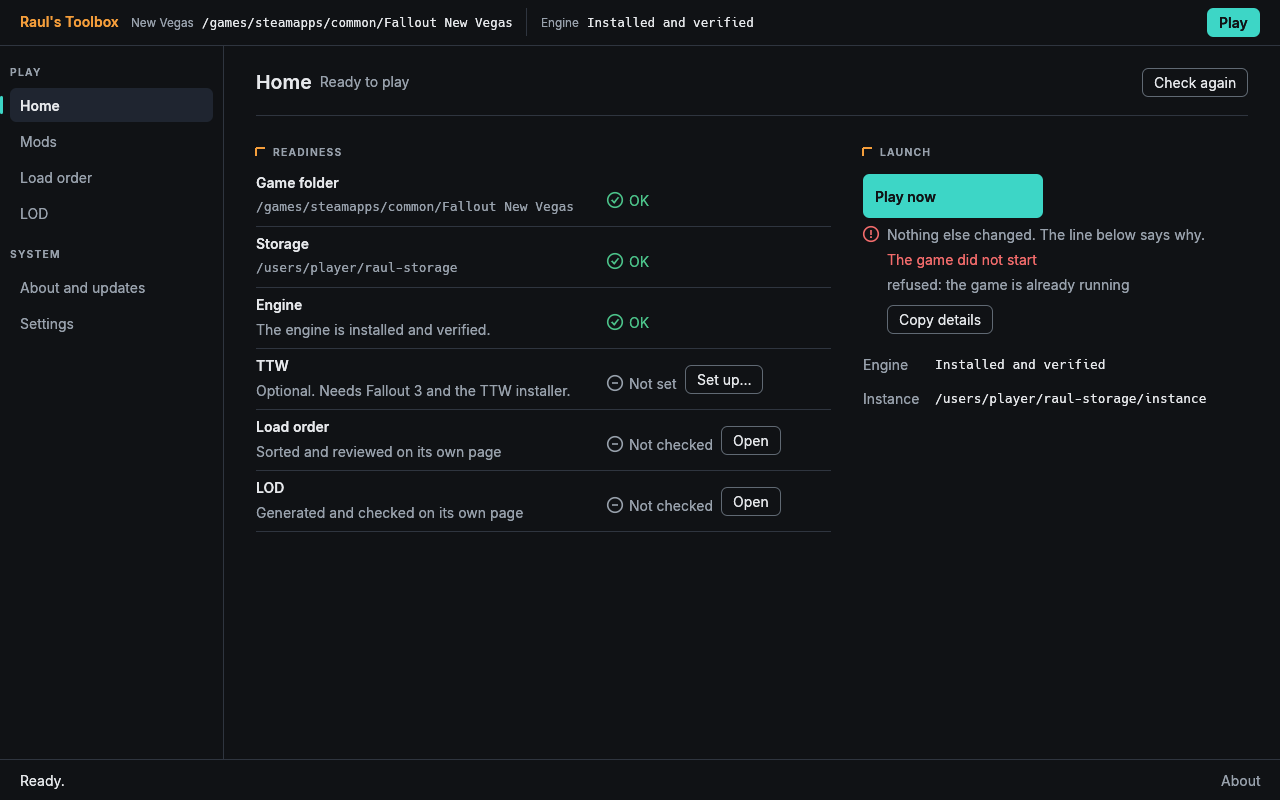 Raul's Toolbox New Vegas /games/steamapps/common/Fallout New Vegas Engine Installed and verified Play
PLAY
Home
Mods
Load order
LOD
SYSTEM
About and updates
Settings
Home Ready to play Check again
READINESS
Game folder
/games/steamapps/common/Fallout New Vegas OK
Storage
/users/player/raul-storage OK
Engine
The engine is installed and verified. OK
TTW
Optional. Needs Fallout 3 and the TTW installer. Not set Set up...
Load order
Sorted and reviewed on its own page Not checked Open
LOD
Generated and checked on its own page Not checked Open
LAUNCH
Play now
Nothing else changed. The line below says why.
The game did not start
refused: the game is already running
Copy details
Engine Installed and verified
Instance /users/player/raul-storage/instance
Ready. About